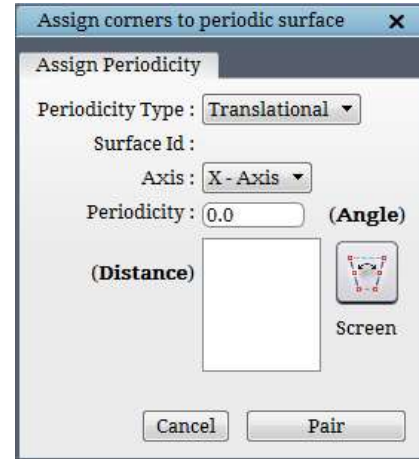 Assign corners to periodic surface ×
Assign Periodicity
Periodicity Type : Translational
Surface Id :
Axis : X - Axis
Periodicity : 0.0 (Angle)
(Distance)
Screen
Cancel Pair